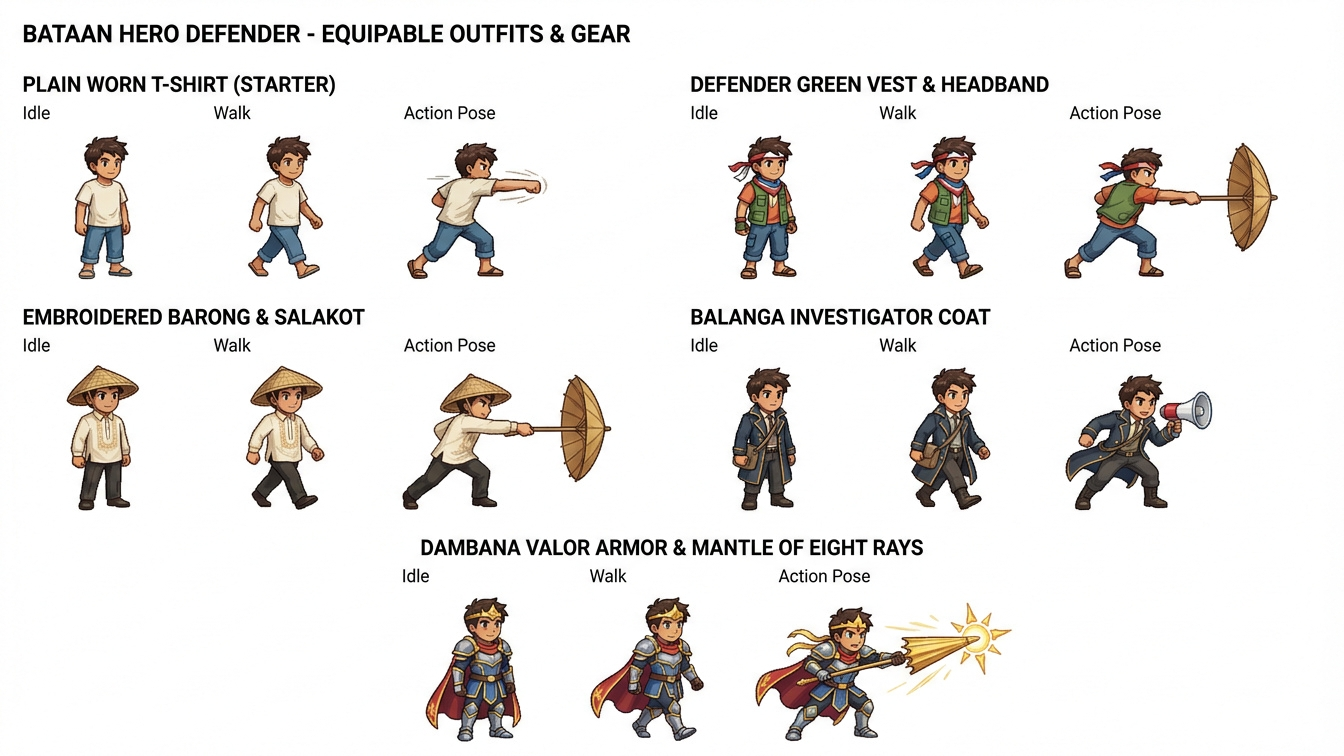 BATAAN HERO DEFENDER - EQUIPABLE OUTFITS & GEAR
PLAIN WORN T-SHIRT (STARTER)
Idle Walk Action Pose
DEFENDER GREEN VEST & HEADBAND
Idle Walk Action Pose
EMBROIDERED BARONG & SALAKOT
Idle Walk Action Pose
BALANGA INVESTIGATOR COAT
Idle Walk Action Pose
DAMBANA VALOR ARMOR & MANTLE OF EIGHT RAYS
Idle Walk Action Pose